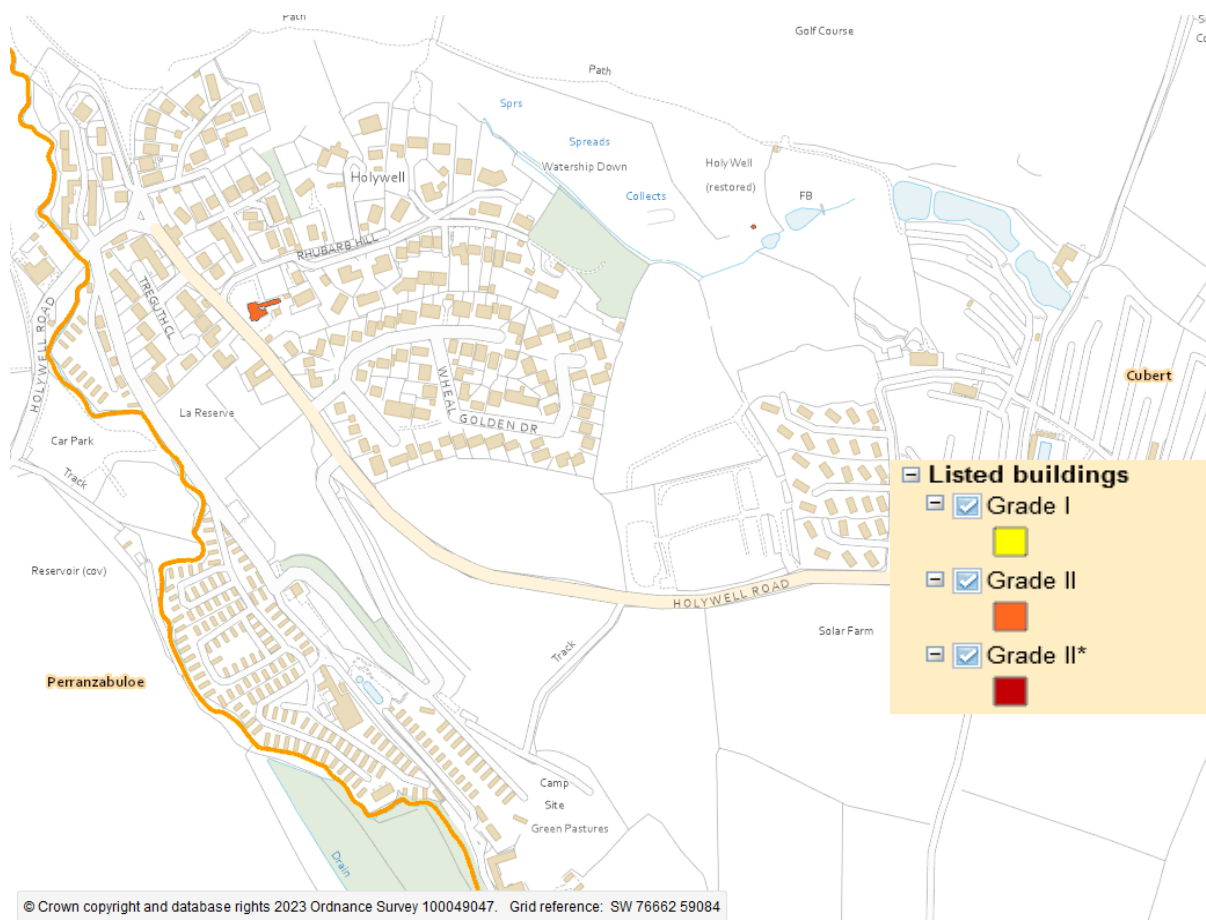 Path
Golf Course
Path
Sprs
Spreads
Watership Down
Holy Well
(restored)
Collects
FB
Holywell
RHUBARB HILL
TREGUTH CL
HOLYWELL ROAD
WHEAL GOLDEN DR
La Reserve
Cubert
Car Park
Track
Reservoir (cov)
HOLYWELL ROAD
Solar Farm
Track
Perranzabuloe
Camp
Site
Green Pastures
Drain
Listed buildings
Grade I
Grade II
Grade II*
© Crown copyright and database rights 2023 Ordnance Survey 100049047. Grid reference: SW 76662 59084